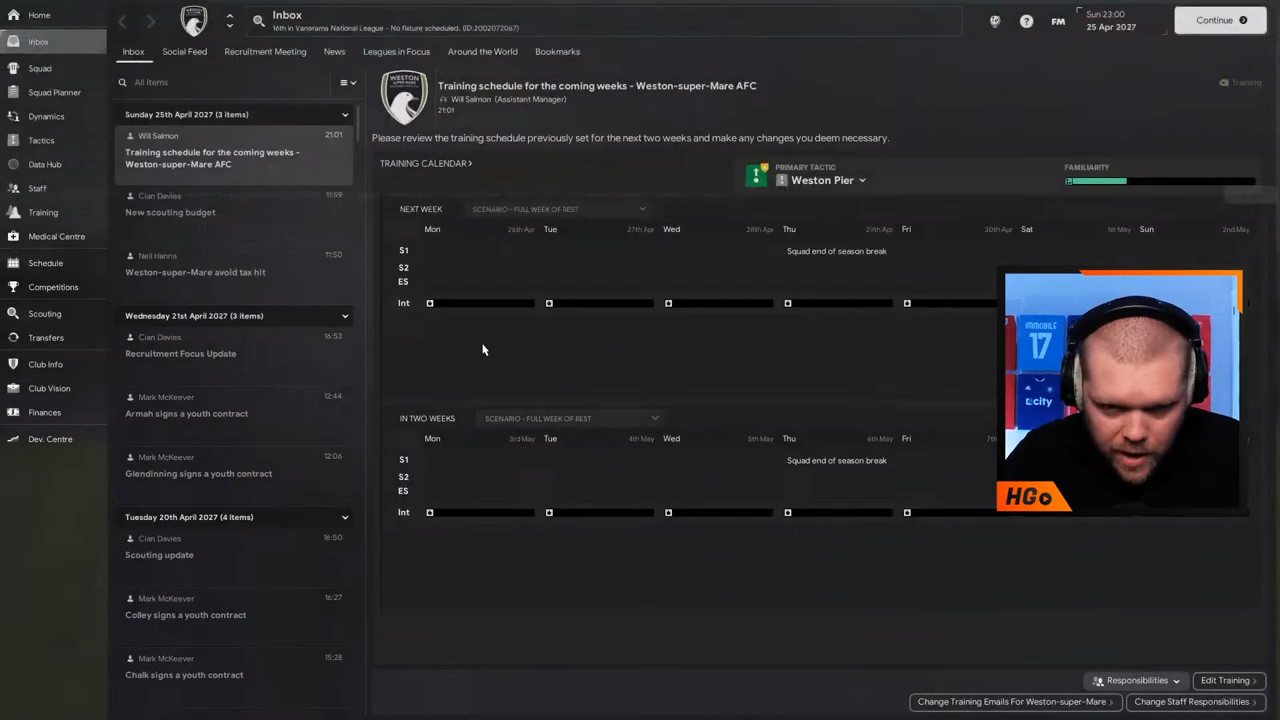 Home
Inbox
Squad
Squad Planner
Dynamics
Tactics
Data Hub
Staff
Training
Medical Centre
Schedule
Competitions
Scouting
Transfers
Club Info
Club Vision
Finances
Dev. Centre
Inbox
16th in Vanarama National League - No fixture scheduled. (ID:2002072067)
FM
Sun 23:00
25 Apr 2027
Continue
Inbox Social Feed Recruitment Meeting News Leagues in Focus Around the World Bookmarks
All Items
Sunday 25th April 2027 (3 items)
Will Salmon 21:01
Training schedule for the coming weeks -
Weston-super-Mare AFC
Cian Davies 11:59
New scouting budget
Neil Hanna 11:50
Weston-super-Mare avoid tax hit
Wednesday 21st April 2027 (3 items)
Cian Davies 16:53
Recruitment Focus Update
Mark McKeever 12:44
Armah signs a youth contract
Mark McKeever 12:06
Glendinning signs a youth contract
Tuesday 20th April 2027 (4 items)
Cian Davies 16:50
Scouting update
Mark McKeever 16:27
Colley signs a youth contract
Mark McKeever 15:28
Chalk signs a youth contract
WESTON
Training schedule for the coming weeks - Weston-super-Mare AFC
Will Salmon (Assistant Manager)
21:01
Training
Please review the training schedule previously set for the next two weeks and make any changes you deem necessary.
TRAINING CALENDAR >
PRIMARY TACTIC
Weston Pier
FAMILIARITY
NEXT WEEK SCENARIO - FULL WEEK OF REST
Mon 26th Apr Tue 27th Apr Wed 28th Apr Thu 29th Apr Fri 30th Apr Sat 1st May Sun 2nd May
S1 Squad end of season break
S2
ES
Int
IN TWO WEEKS SCENARIO - FULL WEEK OF REST
Mon 3rd May Tue 4th May Wed 5th May Thu 6th May Fri
S1 Squad end of season break
S2
ES
Int
IMMOBILE
17
city
HG
Responsibilities
Edit Training >
Change Training Emails For Weston-super-Mare >
Change Staff Responsibilities >